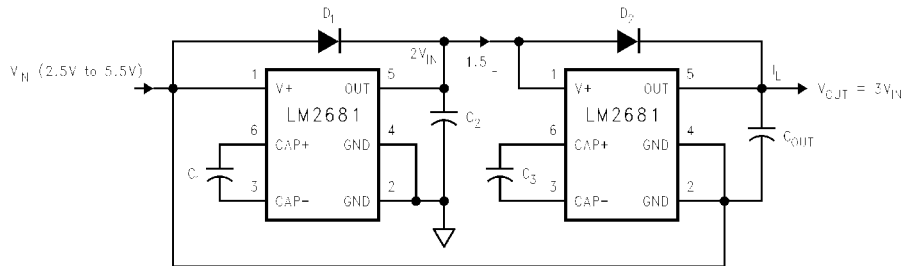 D1
D2
VIN (2.5V to 5.5V)
2VIN
1.5
IL
VOUT = 3VIN
1
V+
OUT
5
LM2681
6
CAP+
GND
4
3
CAP-
GND
2
C
C2
1
V+
OUT
5
LM2681
6
CAP+
GND
4
3
CAP-
GND
2
C3
COUT